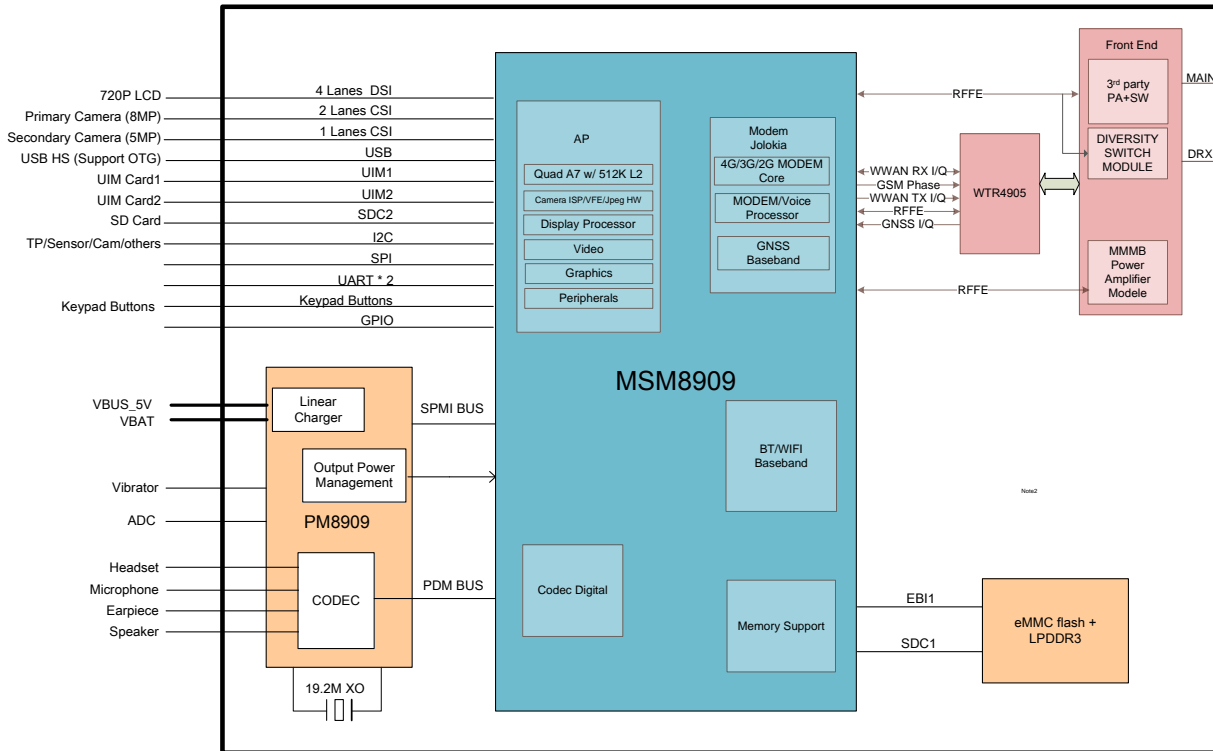 720P LCD
Primary Camera (8MP)
Secondary Camera (5MP)
USB HS (Support OTG)
UIM Card1
UIM Card2
SD Card
TP/Sensor/Cam/others
Keypad Buttons
4 Lanes DSI
2 Lanes CSI
1 Lanes CSI
USB
UIM1
UIM2
SDC2
I2C
SPI
UART * 2
Keypad Buttons
GPIO
AP
Quad A7 w/ 512K L2
Camera ISP/VFE/Jpeg HW
Display Processor
Video
Graphics
Peripherals
Modem
Jolokia
4G/3G/2G MODEM
Core
MODEM/Voice
Processor
GNSS
Baseband
RFFE
WWAN RX I/Q
GSM Phase
WWAN TX I/Q
RFFE
GNSS I/Q
RFFE
WTR4905
Front End
3rd party
PA+SW
DIVERSITY
SWITCH
MODULE
MMMB
Power
Amplifier
Modele
MAIN
DRX
MSM8909
VBUS_5V
VBAT
Vibrator
ADC
Headset
Microphone
Earpiece
Speaker
Linear
Charger
Output Power
Management
PM8909
CODEC
19.2M XO
SPMI BUS
PDM BUS
BT/WIFI
Baseband
Codec Digital
Memory Support
Note2
EBI1
SDC1
eMMC flash +
LPDDR3